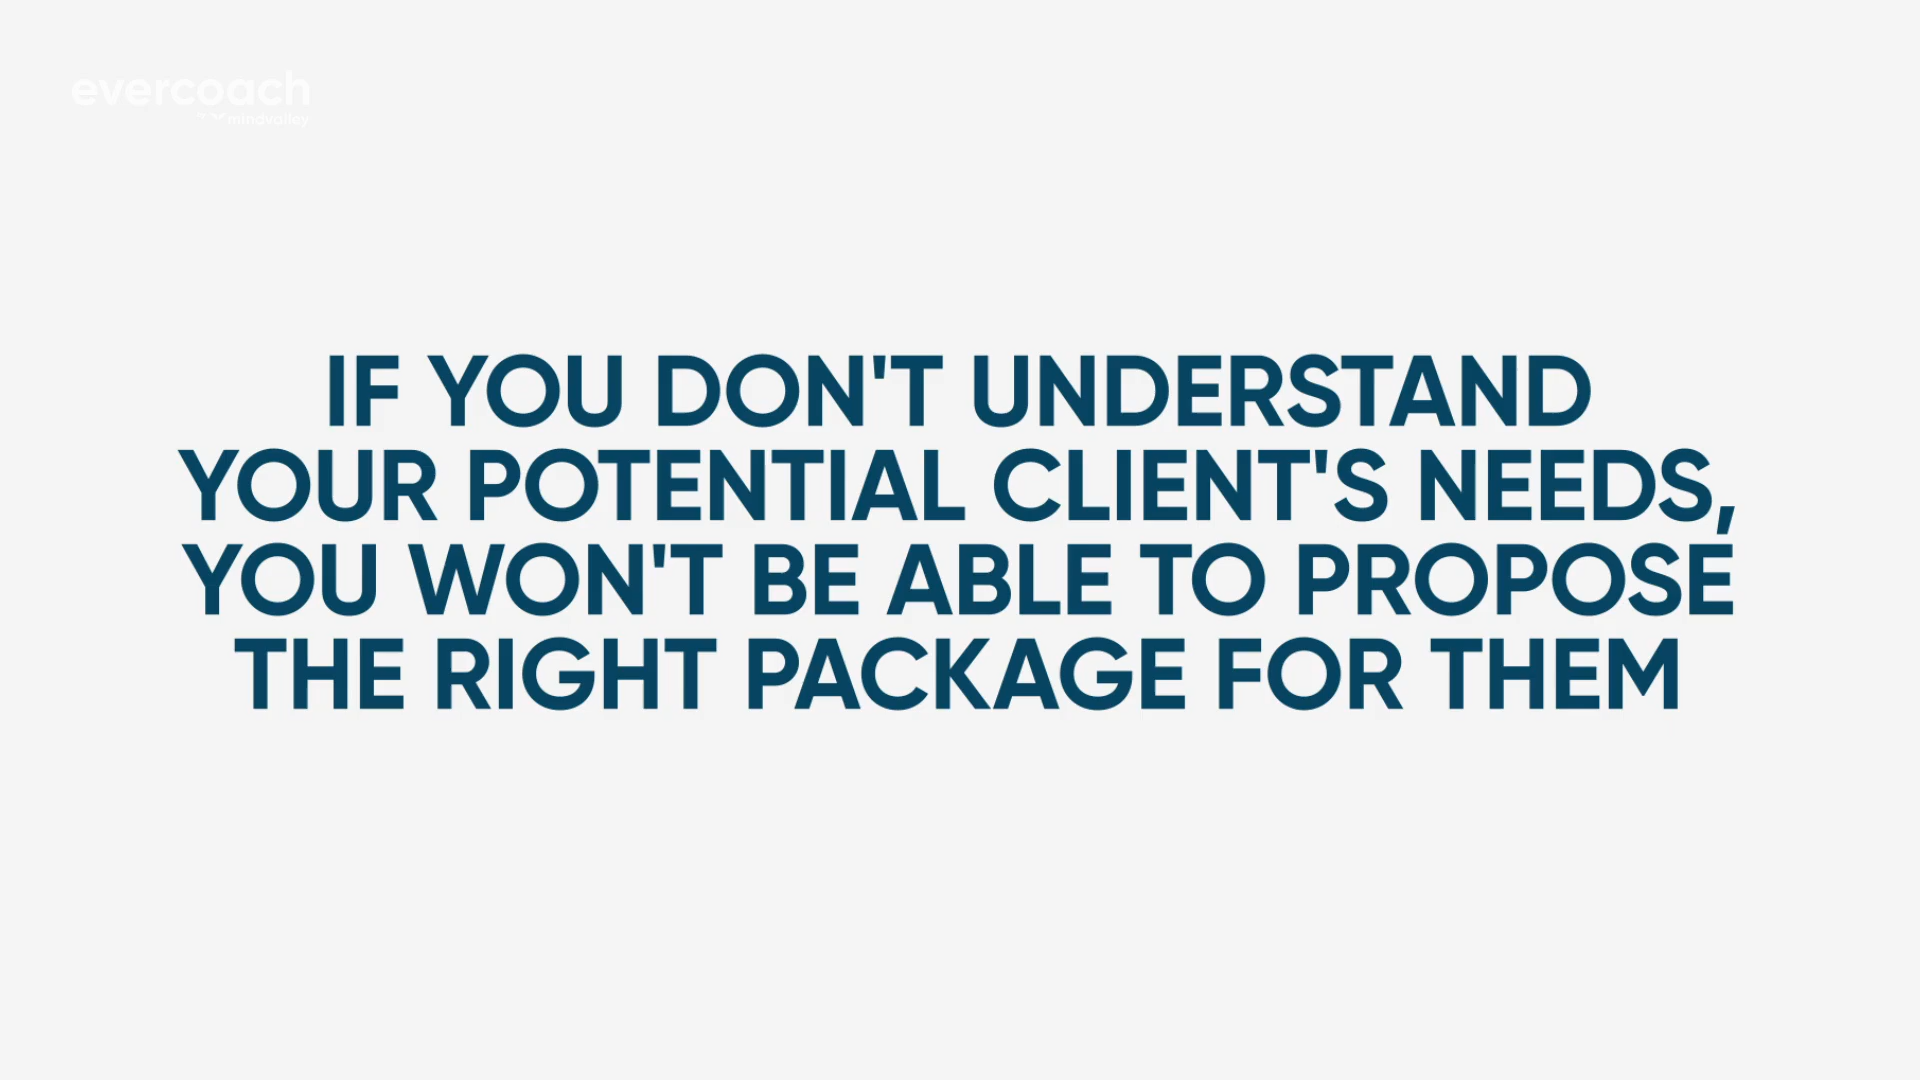 evercoach
by mindvalley
IF YOU DON'T UNDERSTAND
YOUR POTENTIAL CLIENT'S NEEDS,
YOU WON'T BE ABLE TO PROPOSE
THE RIGHT PACKAGE FOR THEM